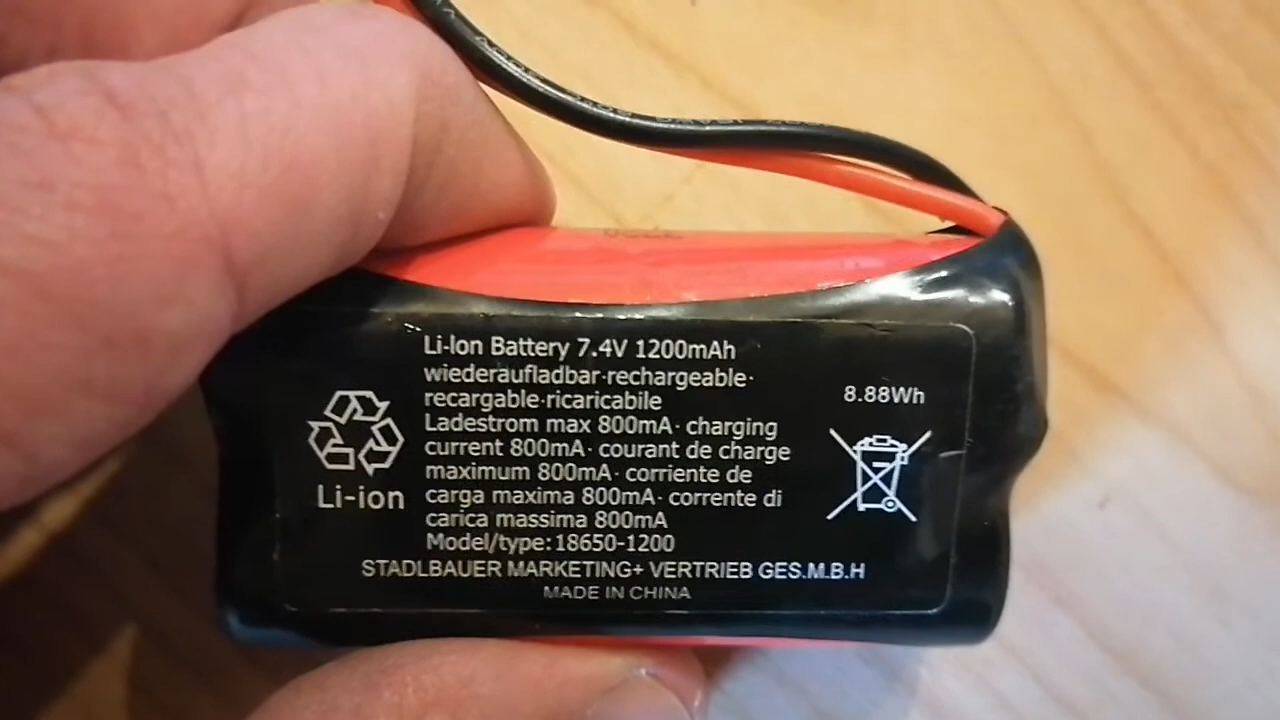 Li-Ion Battery 7.4V 1200mAh
wiederaufladbar·rechargeable·
recargable·ricaricabile
Ladestrom max 800mA· charging
current 800mA· courant de charge
maximum 800mA· corriente de
carga maxima 800mA· corrente di
carica massima 800mA
Model/type:18650-1200
STADLBAUER MARKETING+ VERTRIEB GES.M.B.H
MADE IN CHINA
Li-ion
8.88Wh